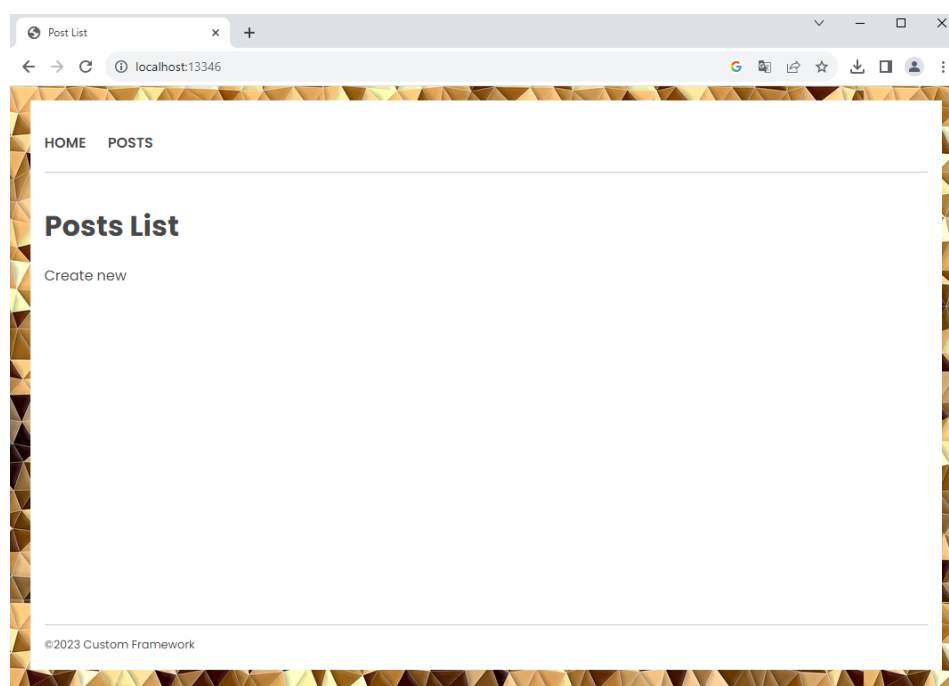 Post List
localhost:13346
HOME POSTS
Posts List
Create new
©2023 Custom Framework